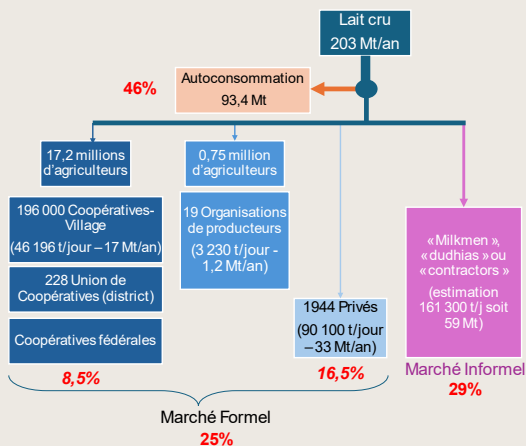 Lait cru
203 Mt/an
Autoconsommation
93,4 Mt
46%
17,2 millions
d'agriculteurs
0,75 million
d'agriculteurs
196 000 Coopératives-
Village
(46 196 t/jour – 17 Mt/an)
228 Union de
Coopératives (district)
Coopératives fédérales
19 Organisations
de producteurs
(3 230 t/jour -
1,2 Mt/an)
1944 Privés
(90 100 t/jour
– 33 Mt/an)
« Milkmen »,
« dudhias » ou
« contractors »
(estimation
161 300 t/j soit
59 Mt)
8,5%
16,5%
Marché Informel
29%
Marché Formel
25%